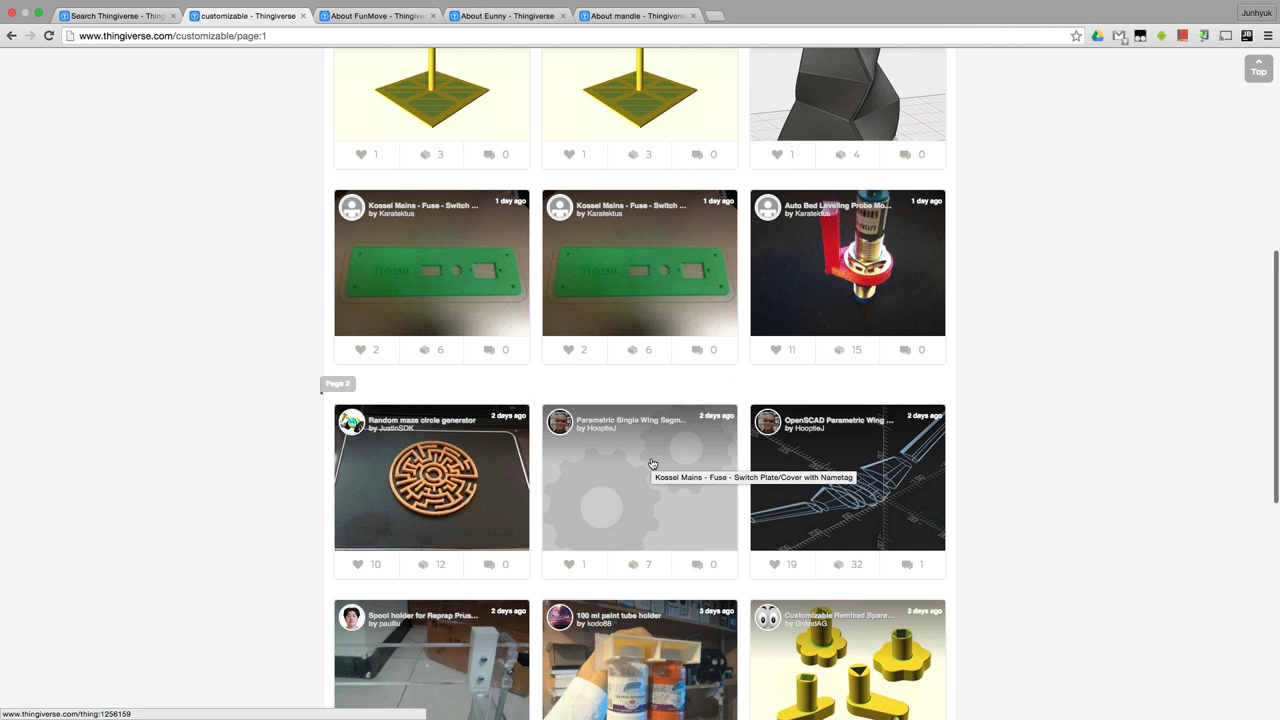 Search Thingiverse - Thing
customizable - Thingiverse
About FunMove - Thingive
About Eunny - Thingiverse
About mandle - Thingivers
Junhyuk
www.thingiverse.com/customizable/page:1
Top
1 3 0
1 3 0
1 4 0
Kossel Mains - Fuse - Switch ...
1 day ago
by Karatektus
Kossel Mains - Fuse - Switch ...
1 day ago
by Karatektus
Auto Bed Leveling Probe Mo...
1 day ago
by Karatektus
Reese
Reese
2 6 0
2 6 0
11 15 0
Page 2
Random maze circle generator
2 days ago
by JustinSDK
Parametric Single Wing Segm...
2 days ago
by HooptieJ
OpenSCAD Parametric Wing ...
2 days ago
by HooptieJ
Kossel Mains - Fuse - Switch Plate/Cover with Nametag
10 12 0
1 7 0
19 32 1
Spool holder for Reprap Prus...
2 days ago
by paulliu
100 ml paint tube holder
3 days ago
by kodo88
Customizable Remixed Spare...
3 days ago
by GrAndAG
www.thingiverse.com/thing:1256159